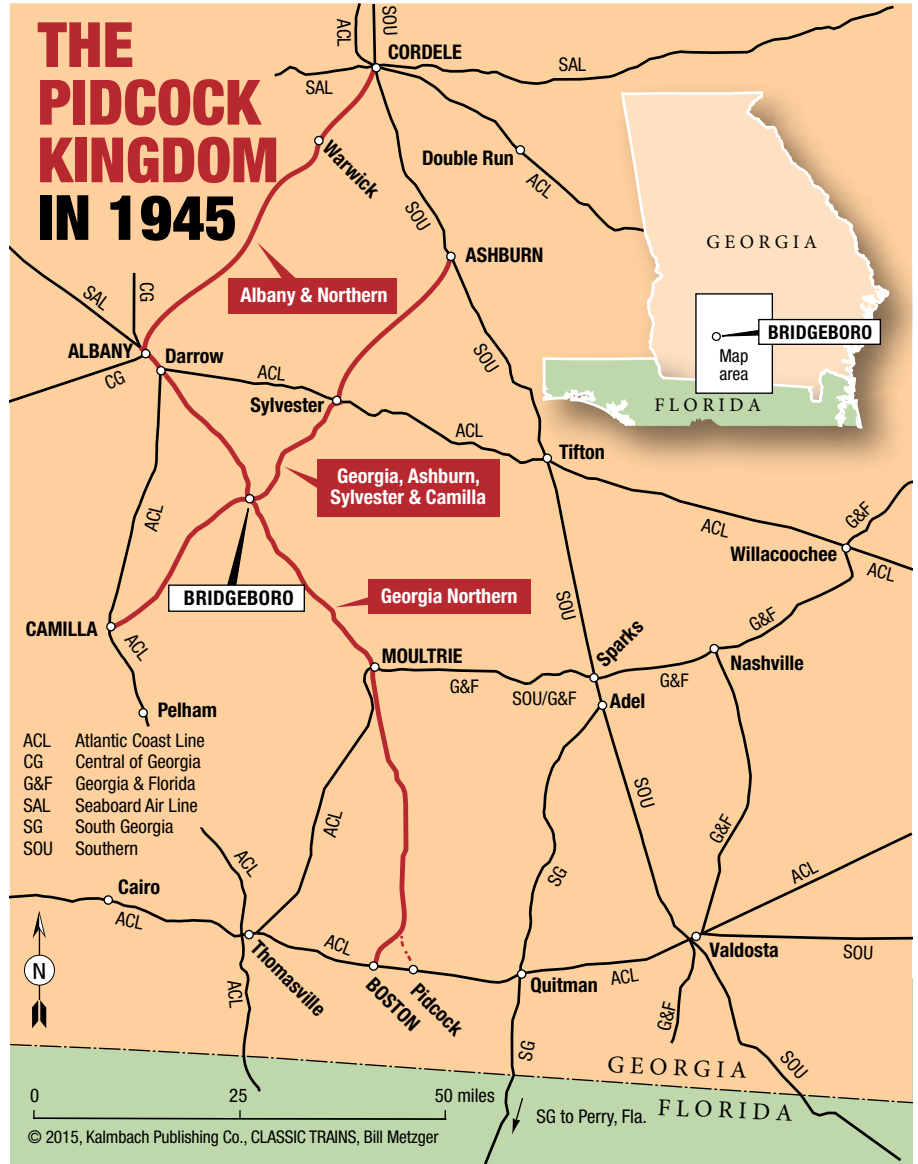 THE
PIDCOCK
KINGDOM
IN 1945
ACL
SOU
CORDELE
SAL
SAL
Warwick
Double Run
ACL
SOU
ASHBURN
Albany & Northern
GEORGIA
BRIDGEBORO
Map
area
FLORIDA
SAL
CG
ALBANY
Darrow
CG
ACL
SOU
Sylvester
ACL
Tifton
Georgia, Ashburn,
Sylvester & Camilla
ACL
ACL
G&F
Willacoochee
ACL
BRIDGEBORO
Georgia Northern
SOU
CAMILLA
ACL
MOULTRIE
Sparks
G&F
Nashville
G&F
SOU/G&F
G&F
Adel
Pelham
ACL Atlantic Coast Line
CG Central of Georgia
G&F Georgia & Florida
SAL Seaboard Air Line
SG South Georgia
SOU Southern
SOU
ACL
G&F
ACL
SG
ACL
Cairo
ACL
Thomasville
ACL
BOSTON
Pidcock
Quitman
ACL
Valdosta
SOU
N
ACL
G&F
SG
SOU
GEORGIA
FLORIDA
0 25 50 miles
SG to Perry, Fla.
© 2015, Kalmbach Publishing Co., CLASSIC TRAINS, Bill Metzger